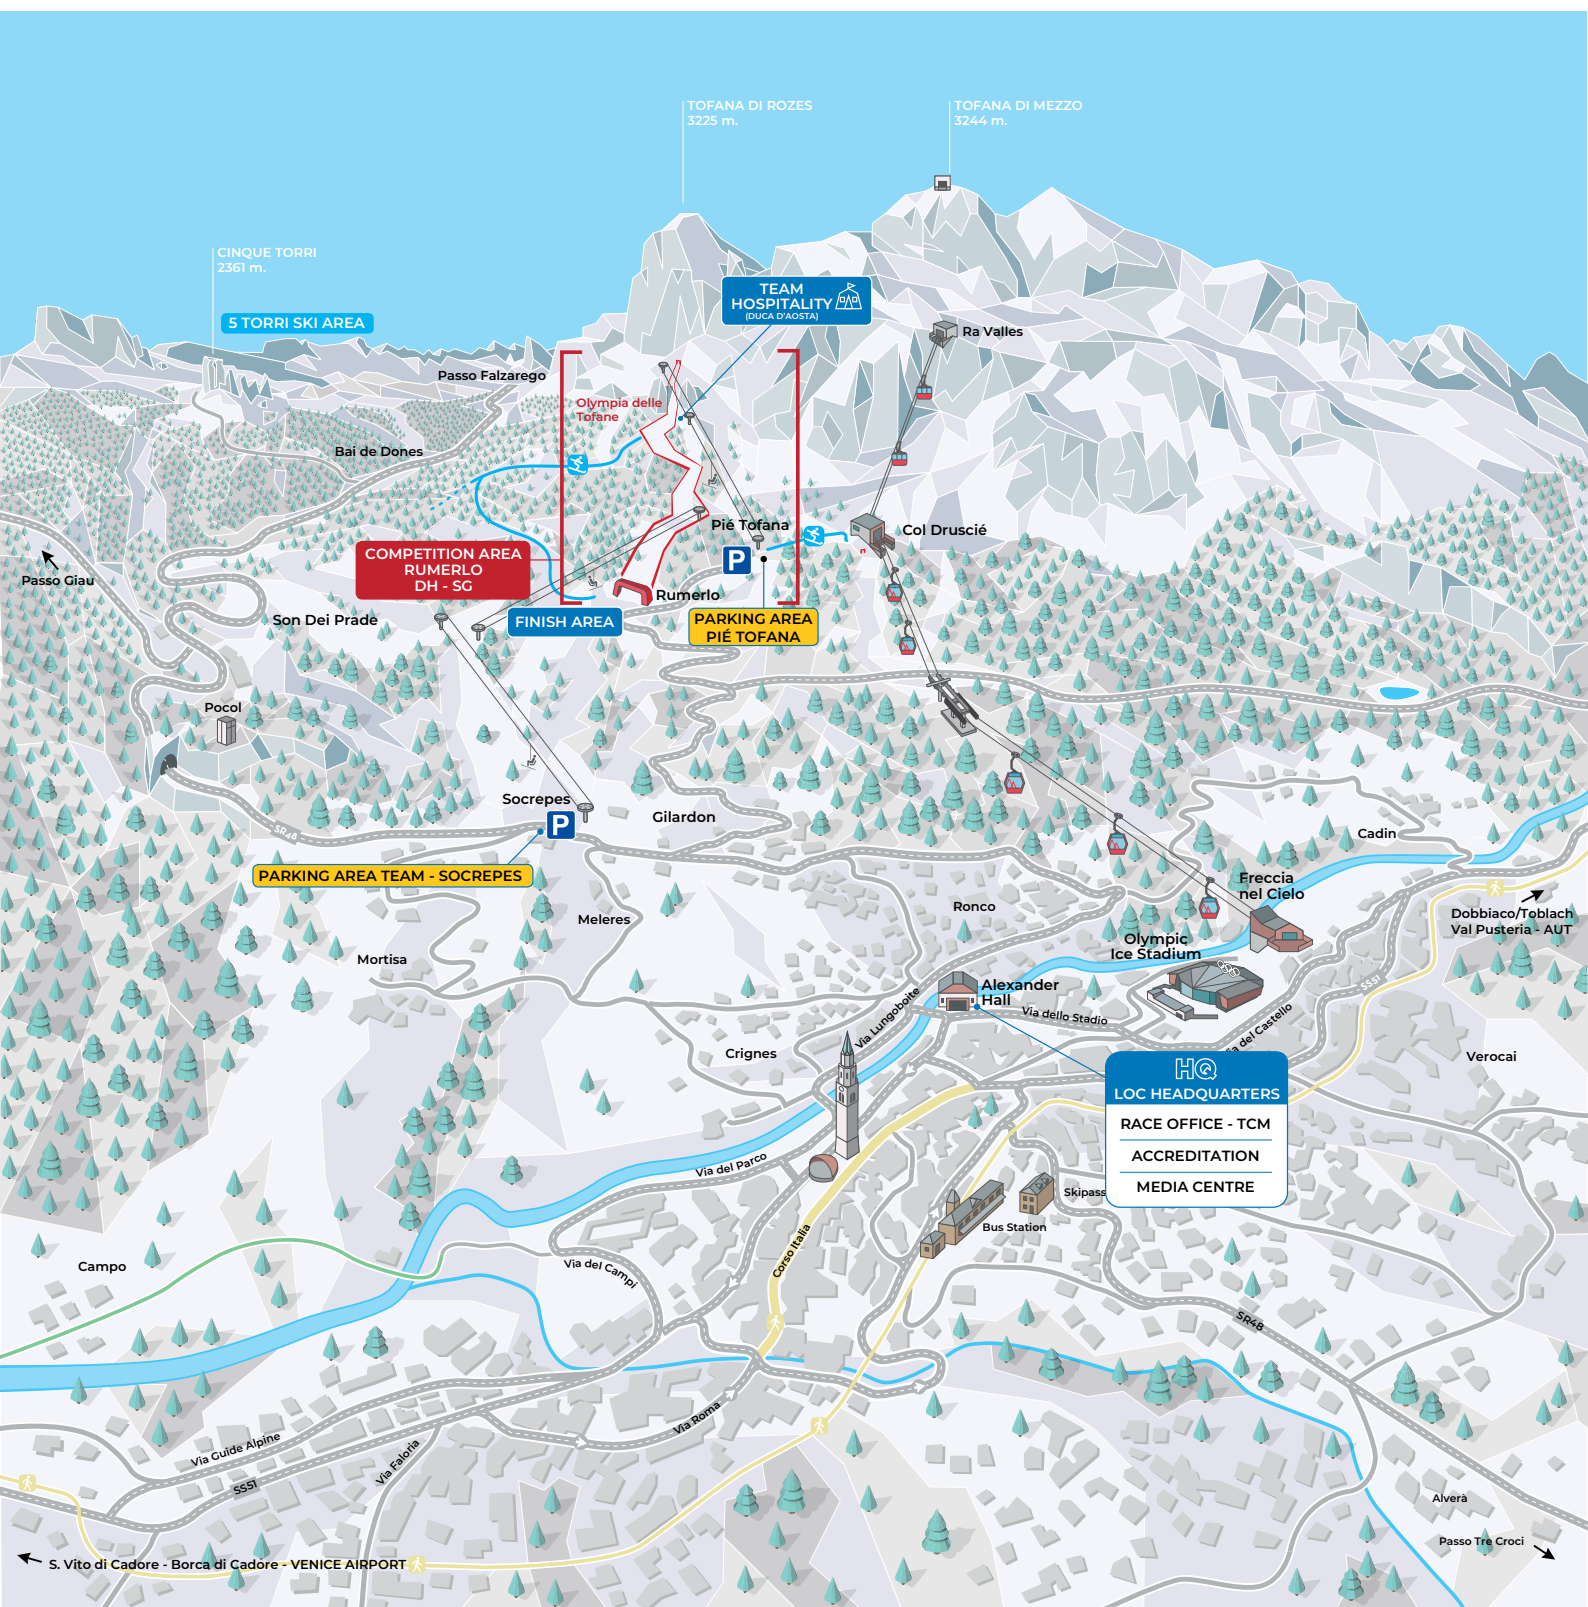 TOFANA DI ROZES
3225 m.
TOFANA DI MEZZO
3244 m.
CINQUE TORRI
2361 m.
5 TORRI SKI AREA
TEAM
HOSPITALITY
(DUCA D'AOSTA)
Ra Valles
Passo Falzarego
Olympia delle
Tofane
Bai de Dones
Pié Tofana
P
Col Druscié
COMPETITION AREA
RUMERLO
DH - SG
Passo Giau
Rumerlo
Son Dei Prade
FINISH AREA
PARKING AREA
PIÉ TOFANA
Pocol
Socrepes
P
Gilardon
SR48
Cadin
PARKING AREA TEAM - SOCREPES
Freccia
nel Cielo
Ronco
Meleres
Dobbiaco/Toblach
Val Pusteria - AUT
Olympic
Ice Stadium
Mortisa
SS51
Alexander
Hall
Via Lungoboite
Via dello Stadio
Via del Castello
Crignes
Verocai
HQ
LOC HEADQUARTERS
RACE OFFICE - TCM
ACCREDITATION
MEDIA CENTRE
Via del Parco
Skipass
Bus Station
Corso Italia
Campo
Via dei Campi
SR48
Via Roma
Via Guide Alpine
Via Faloria
SS51
Alverà
Passo Tre Croci
S. Vito di Cadore - Borca di Cadore - VENICE AIRPORT